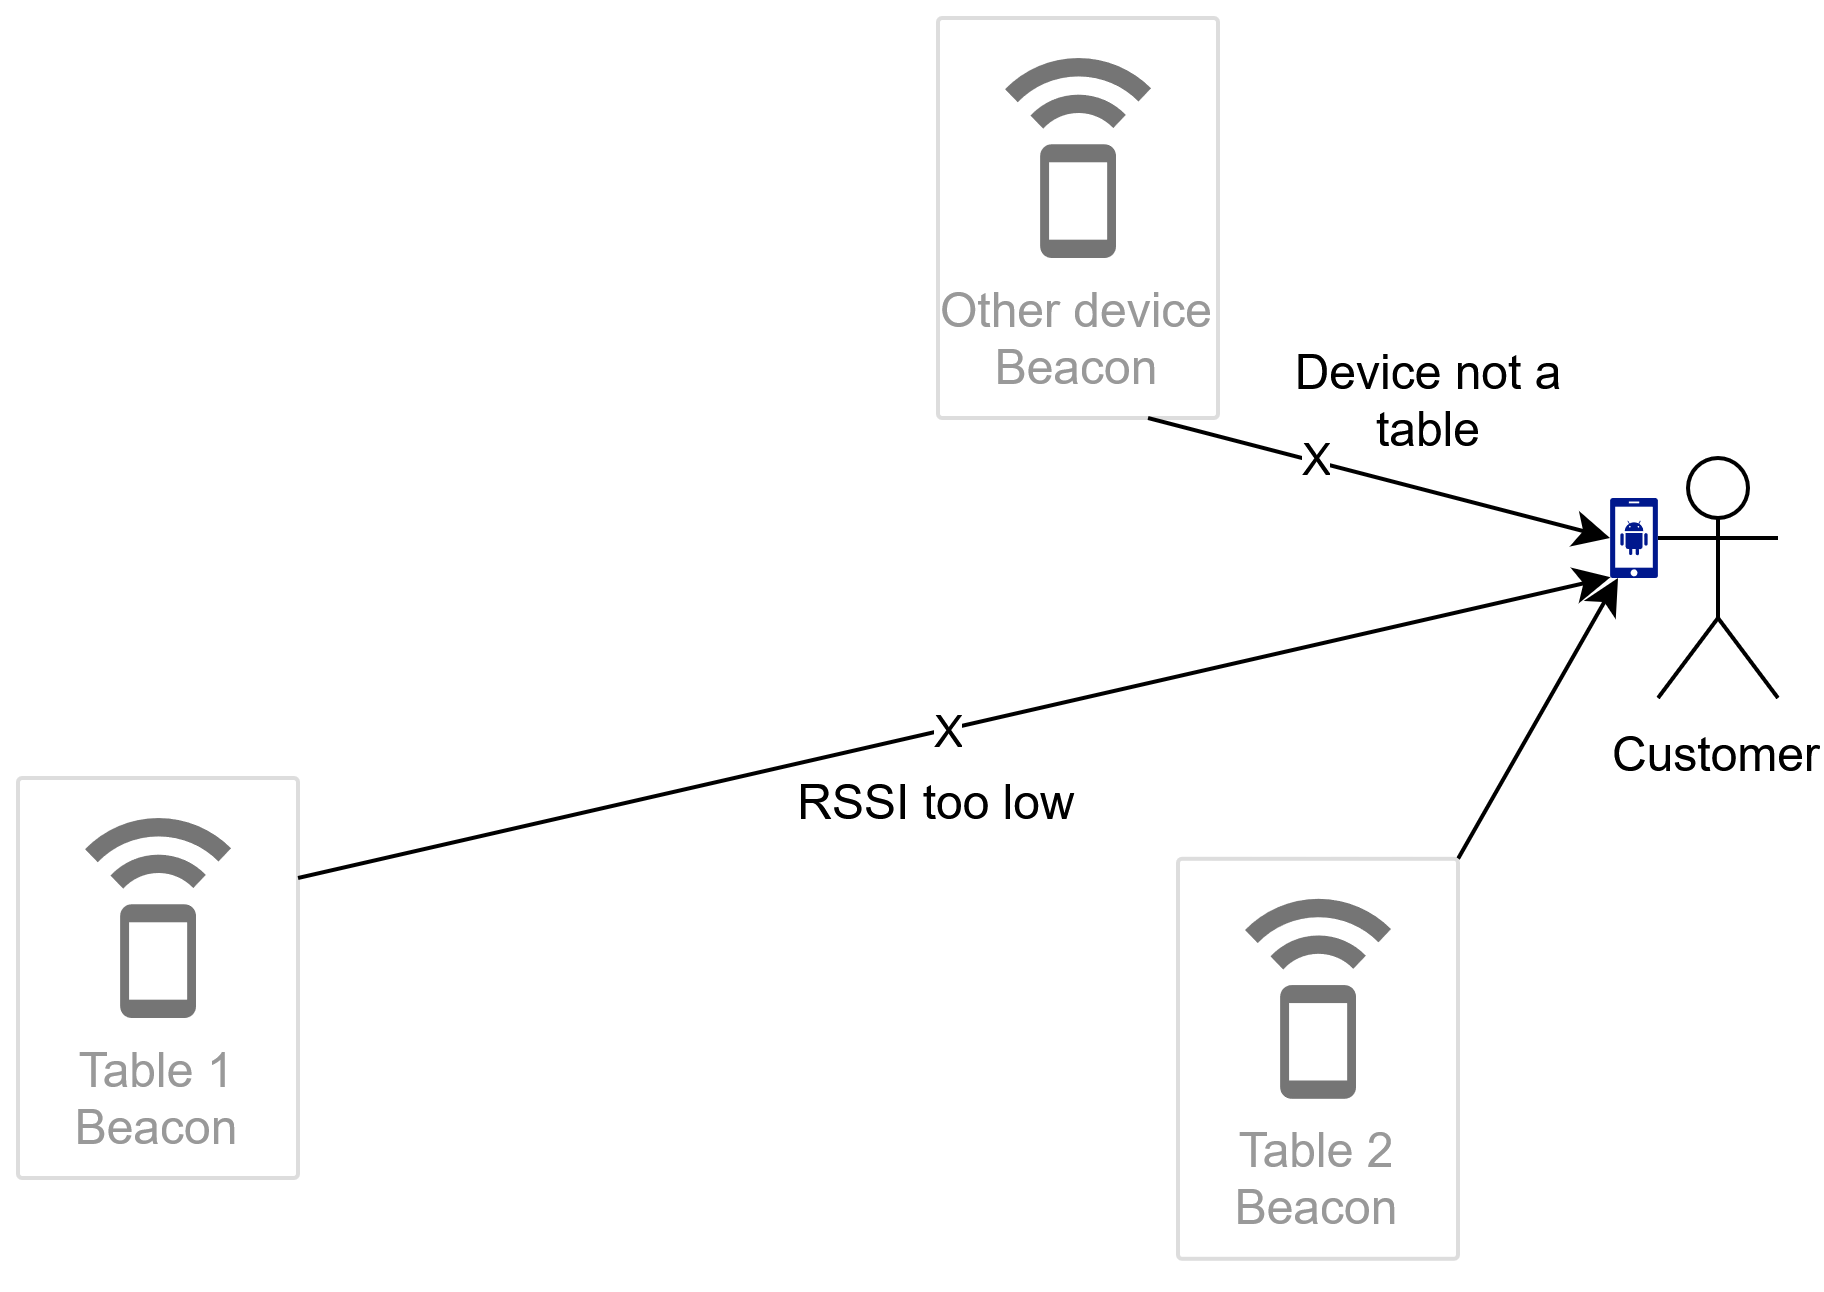 Other device
Beacon
Device not a
table
X
X
RSSI too low
Customer
Table 1
Beacon
Table 2
Beacon